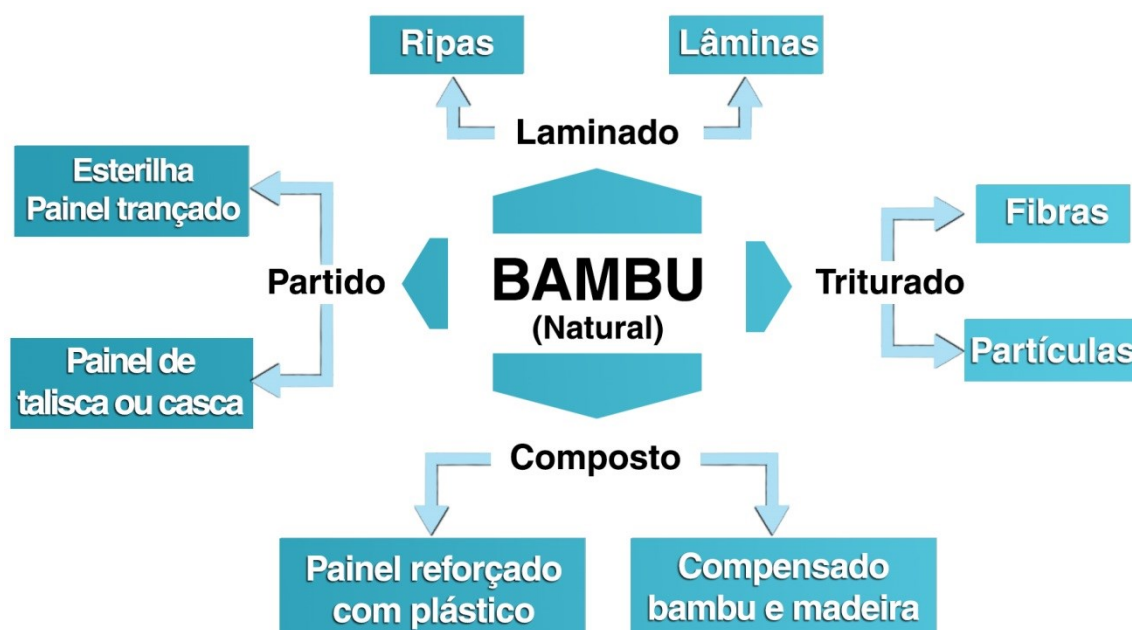 Ripas
Lâminas
Laminado
Esterilha
Painel trançado
Partido
Painel de
talisca ou casca
BAMBU
(Natural)
Triturado
Fibras
Partículas
Composto
Painel reforçado
com plástico
Compensado
bambu e madeira